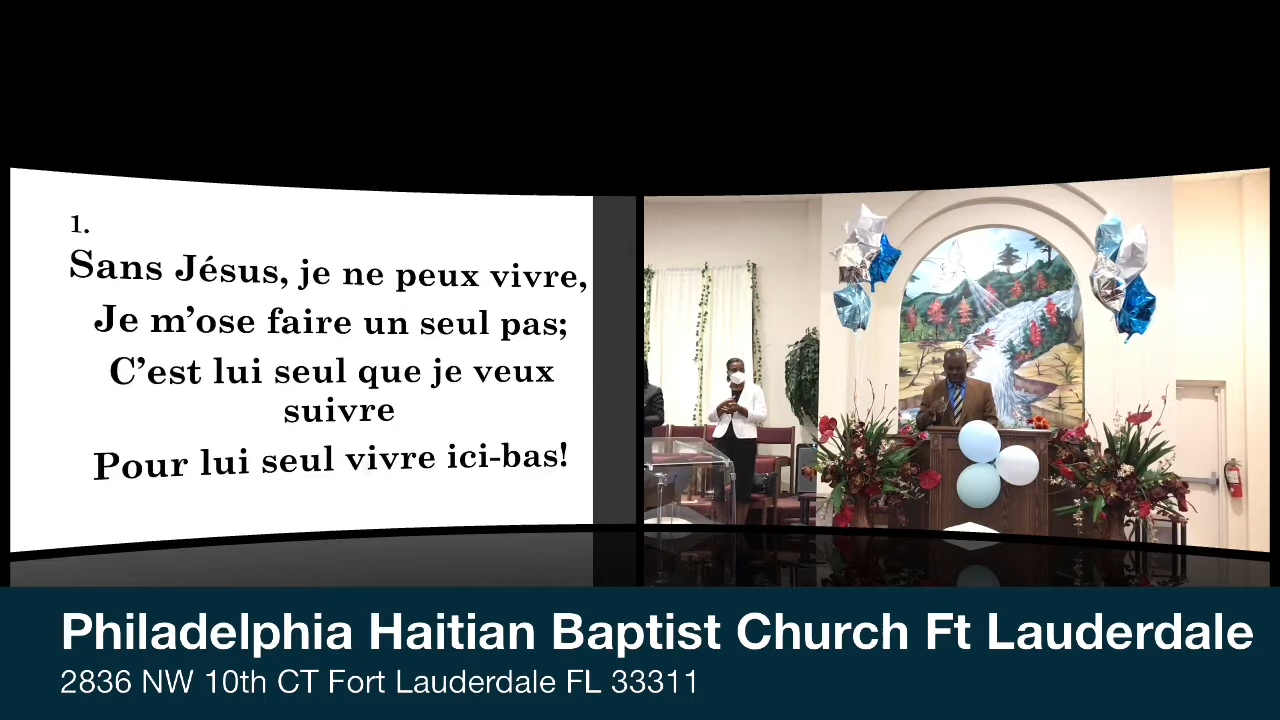 1.
Sans Jésus, je ne peux vivre,
Je m'ose faire un seul pas;
C'est lui seul que je veux
suivre
Pour lui seul vivre ici-bas!
Philadelphia Haitian Baptist Church Ft Lauderdale
2836 NW 10th CT Fort Lauderdale FL 33311